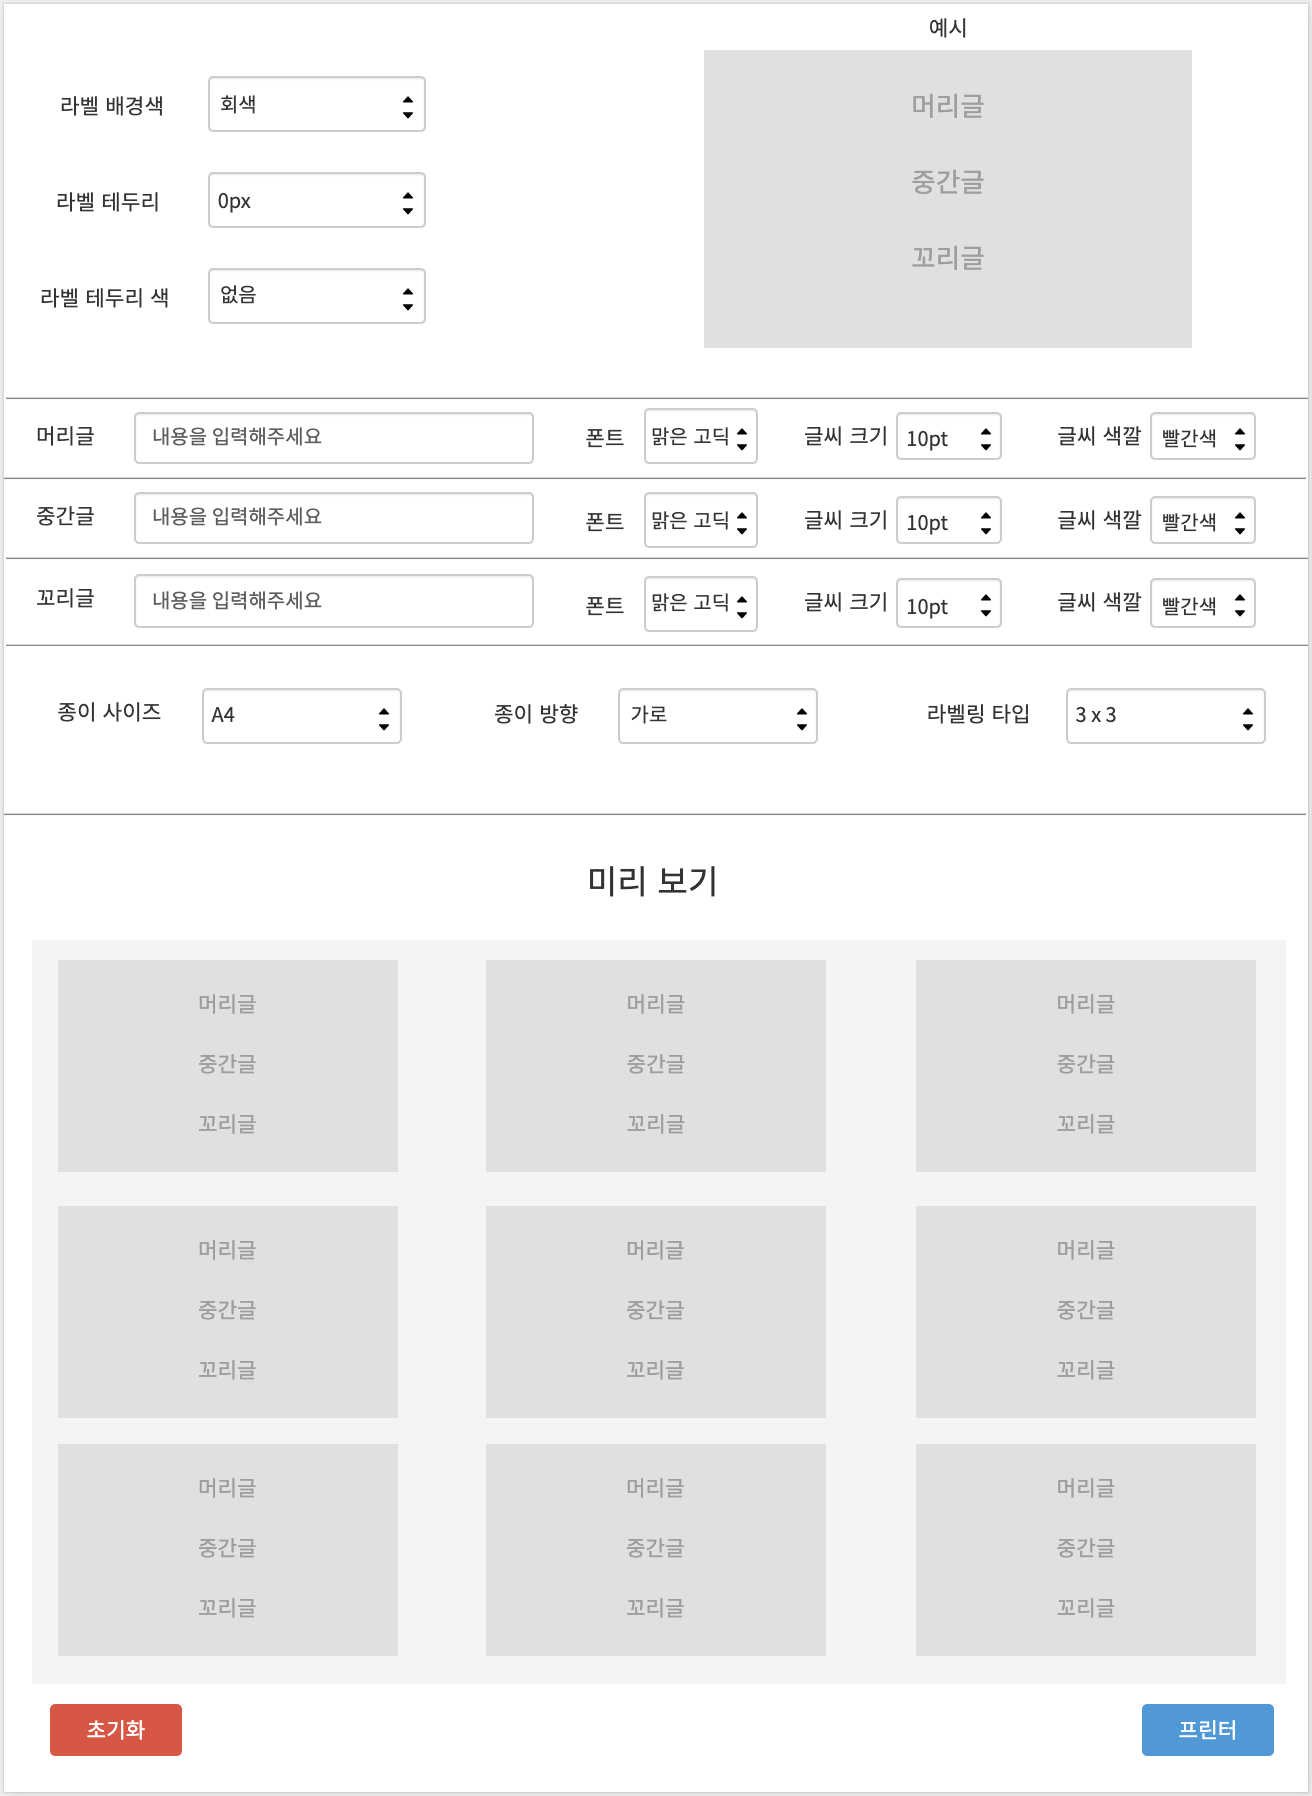 예시
라벨 배경색 회색
라벨 테두리 0px
라벨 테두리 색 없음
머리글
중간글
꼬리글
머리글 내용을 입력해주세요 폰트 맑은 고딕 글씨 크기 10pt 글씨 색깔 빨간색
중간글 내용을 입력해주세요 폰트 맑은 고딕 글씨 크기 10pt 글씨 색깔 빨간색
꼬리글 내용을 입력해주세요 폰트 맑은 고딕 글씨 크기 10pt 글씨 색깔 빨간색
종이 사이즈 A4 종이 방향 가로 라벨링 타입 3 x 3
미리 보기
머리글 머리글 머리글
중간글 중간글 중간글
꼬리글 꼬리글 꼬리글
머리글 머리글 머리글
중간글 중간글 중간글
꼬리글 꼬리글 꼬리글
머리글 머리글 머리글
중간글 중간글 중간글
꼬리글 꼬리글 꼬리글
초기화 프린터